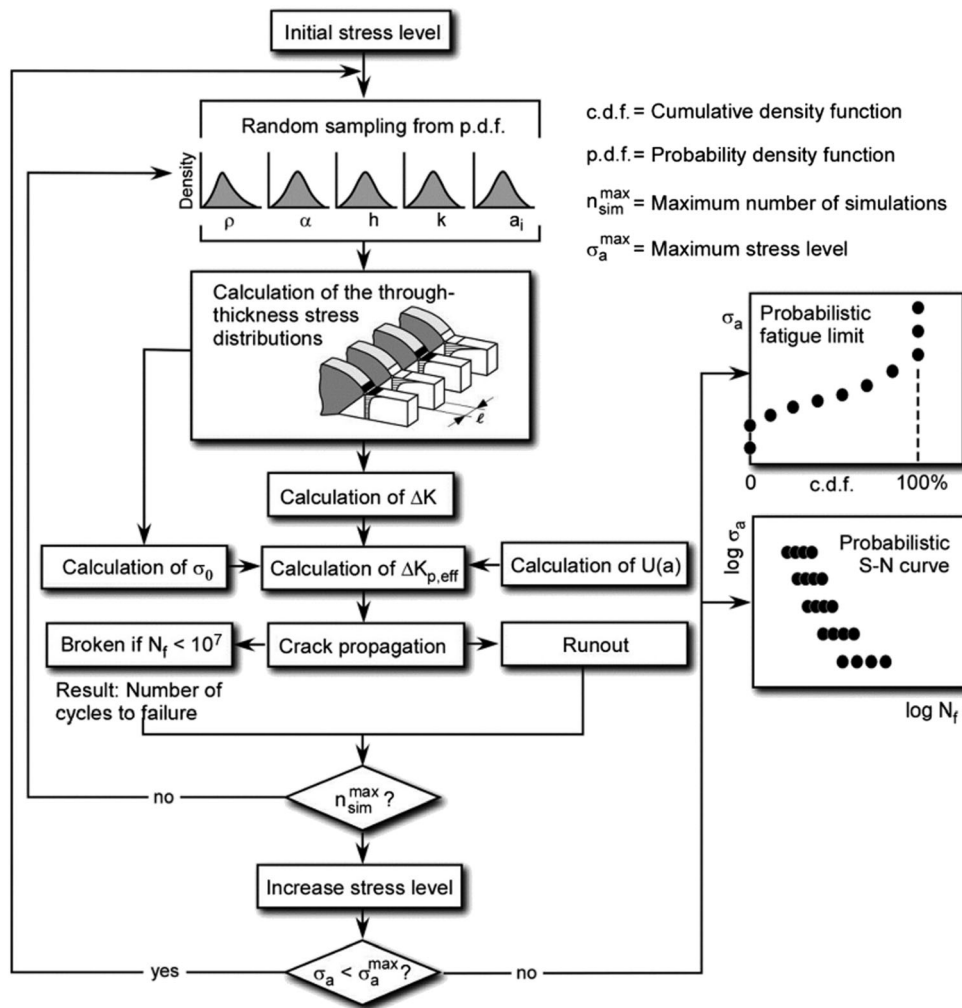 Initial stress level
Random sampling from p.d.f.
Density
ρ
α
h
k
aᵢ
c.d.f. = Cumulative density function
p.d.f. = Probability density function
n_sim^max = Maximum number of simulations
σ_a^max = Maximum stress level
Calculation of the through-
thickness stress
distributions
ℓ
Calculation of ΔK
Calculation of σ₀
Calculation of ΔK_p,eff
Calculation of U(a)
Broken if N_f < 10⁷
Crack propagation
Runout
Result: Number of
cycles to failure
n_sim^max ?
no
Increase stress level
σ_a < σ_a^max ?
yes
no
σ_a
Probabilistic
fatigue limit
0
c.d.f.
100%
log σ_a
Probabilistic
S-N curve
log N_f